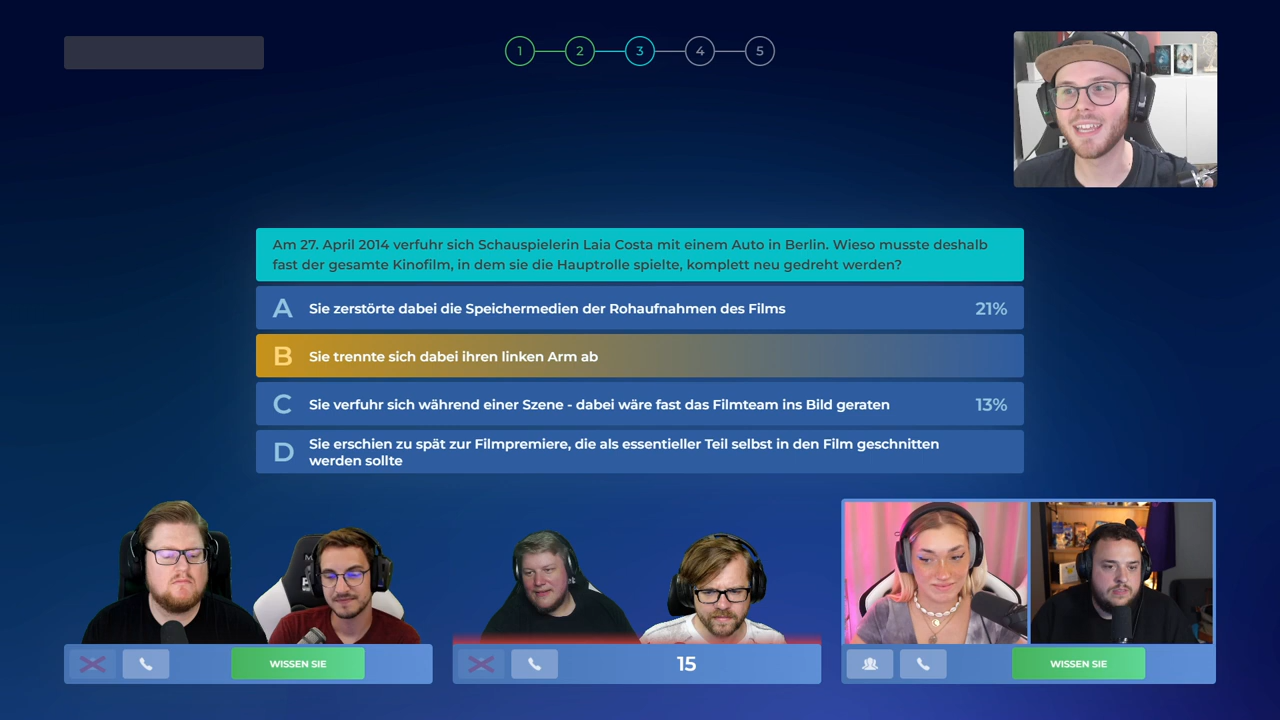 1 2 3 4 5
Am 27. April 2014 verfuhr sich Schauspielerin Laia Costa mit einem Auto in Berlin. Wieso musste deshalb
fast der gesamte Kinofilm, in dem sie die Hauptrolle spielte, komplett neu gedreht werden?
A Sie zerstörte dabei die Speichermedien der Rohaufnahmen des Films 21%
B Sie trennte sich dabei ihren linken Arm ab
C Sie verfuhr sich während einer Szene - dabei wäre fast das Filmteam ins Bild geraten 13%
D Sie erschien zu spät zur Filmpremiere, die als essentieller Teil selbst in den Film geschnitten
werden sollte
WISSEN SIE 15 WISSEN SIE